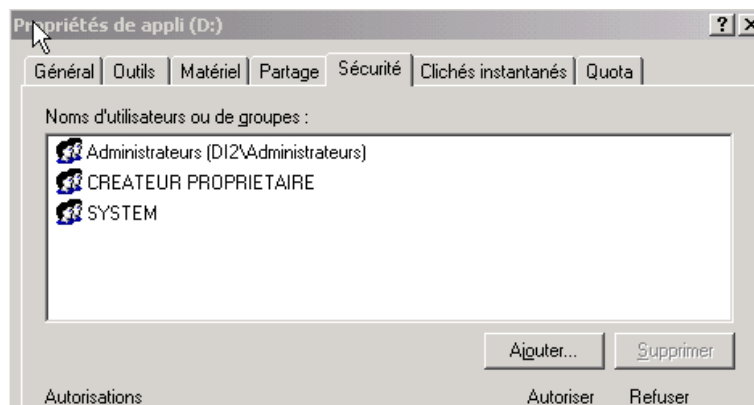 Propriétés de appli (D:)
Général Outils Matériel Partage Sécurité Clichés instantanés Quota
Noms d'utilisateurs ou de groupes :
Administrateurs (DI2\Administrateurs)
CREATEUR PROPRIETAIRE
SYSTEM
Ajouter... Supprimer
Autorisations Autoriser Refuser